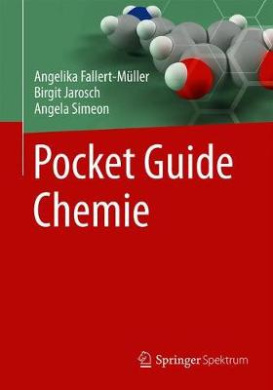 Angelika Fallert-Müller
Birgit Jarosch
Angela Simeon
Pocket Guide
Chemie
Springer Spektrum